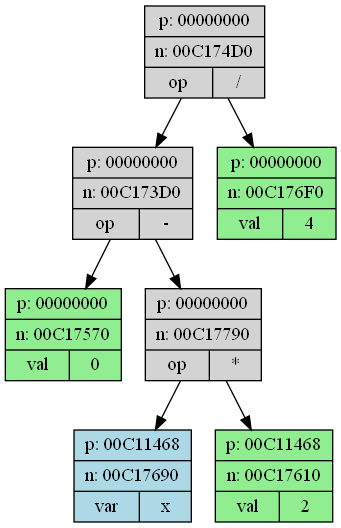 p: 00000000
n: 00C174D0
op /
p: 00000000
n: 00C173D0
op -
p: 00000000
n: 00C176F0
val 4
p: 00000000
n: 00C17570
val 0
p: 00000000
n: 00C17790
op *
p: 00C11468
n: 00C17690
var x
p: 00C11468
n: 00C17610
val 2